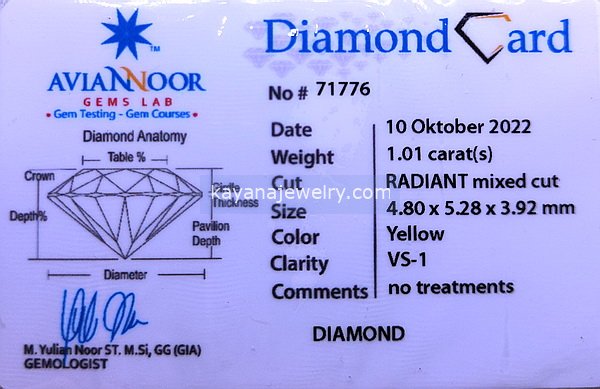 AVIANNOOR
™
GEMS LAB
• Gem Testing - Gem Courses •
Diamond Card
No # 71776
Diamond Anatomy
Table %
Crown
Girdle
Thickness
Depth%
Pavilion
Depth
Diameter
Date 10 Oktober 2022
Weight 1.01 carat(s)
Cut RADIANT mixed cut
Size 4.80 x 5.28 x 3.92 mm
Color Yellow
Clarity VS-1
Comments no treatments
DIAMOND
M. Yulian Noor ST. M.Si, GG (GIA)
GEMOLOGIST
kayanajewelry.com